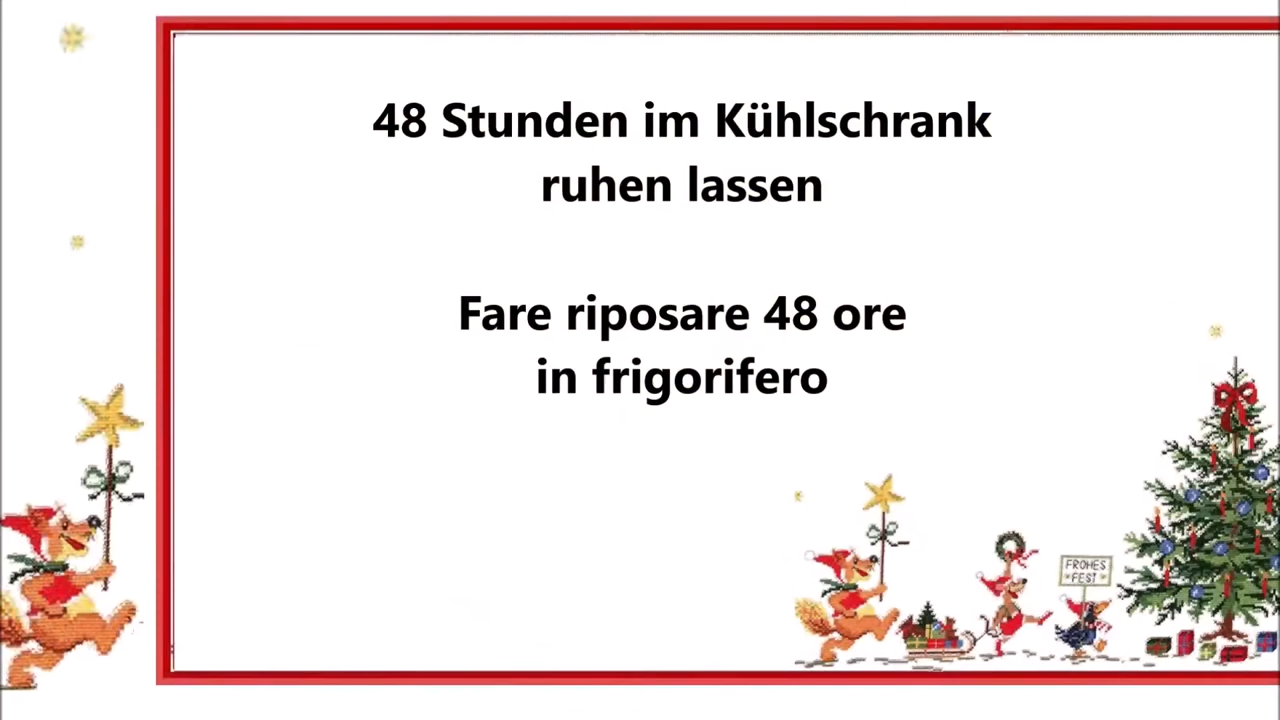 48 Stunden im Kühlschrank
ruhen lassen
Fare riposare 48 ore
in frigorifero
FROHES
FEST